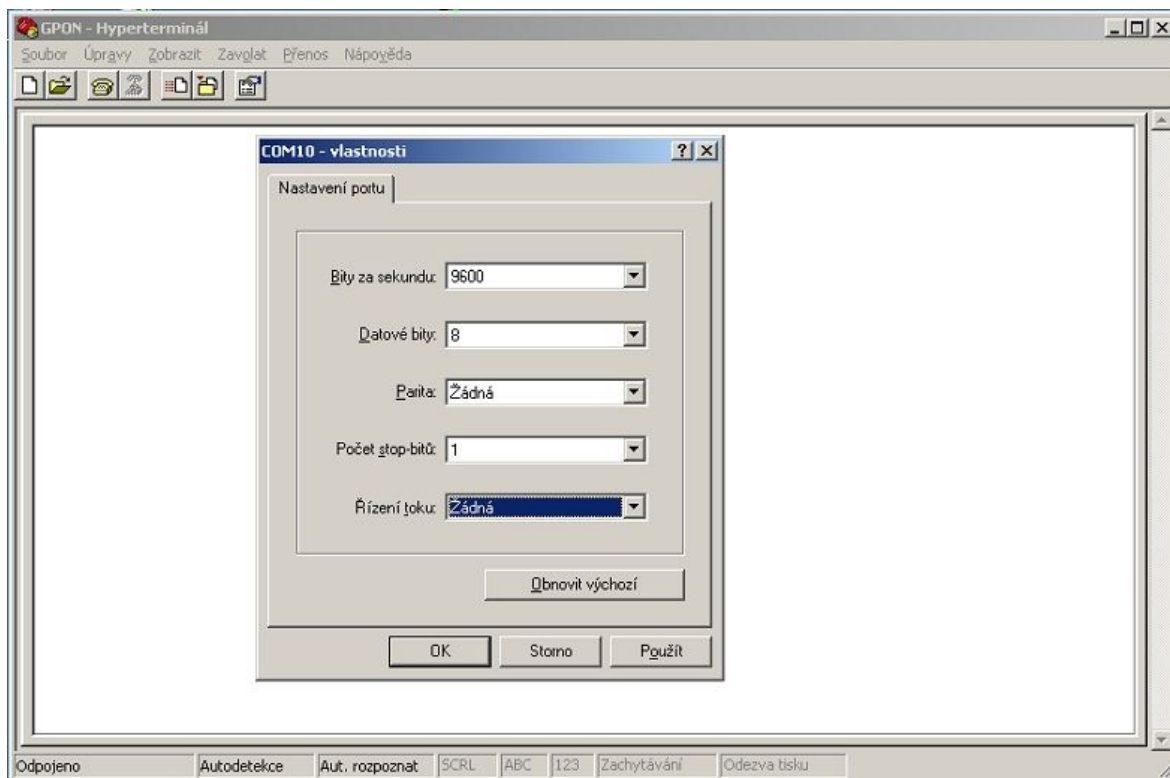 GPON - Hyperterminál
Soubor Úpravy Zobrazit Zavolat Přenos Nápověda
COM10 - vlastnosti
Nastavení portu
Bity za sekundu: 9600
Datové bity: 8
Parita: Žádná
Počet stop-bitů: 1
Řízení toku: Žádná
Obnovit výchozí
OK Storno Použít
Odpojeno Autodetekce Aut. rozpoznat SCRL ABC 123 Zachytávání Odezva tisku